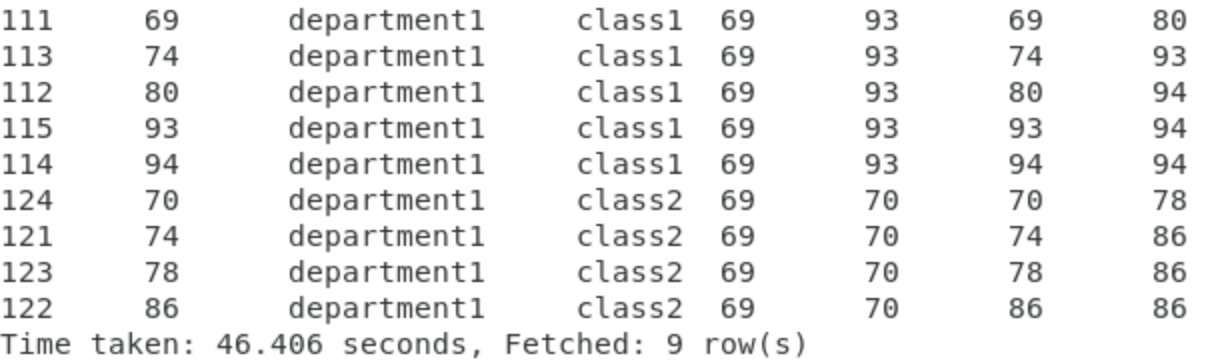 111 69 department1 class1 69 93 69 80
113 74 department1 class1 69 93 74 93
112 80 department1 class1 69 93 80 94
115 93 department1 class1 69 93 93 94
114 94 department1 class1 69 93 94 94
124 70 department1 class2 69 70 70 78
121 74 department1 class2 69 70 74 86
123 78 department1 class2 69 70 78 86
122 86 department1 class2 69 70 86 86
Time taken: 46.406 seconds, Fetched: 9 row(s)